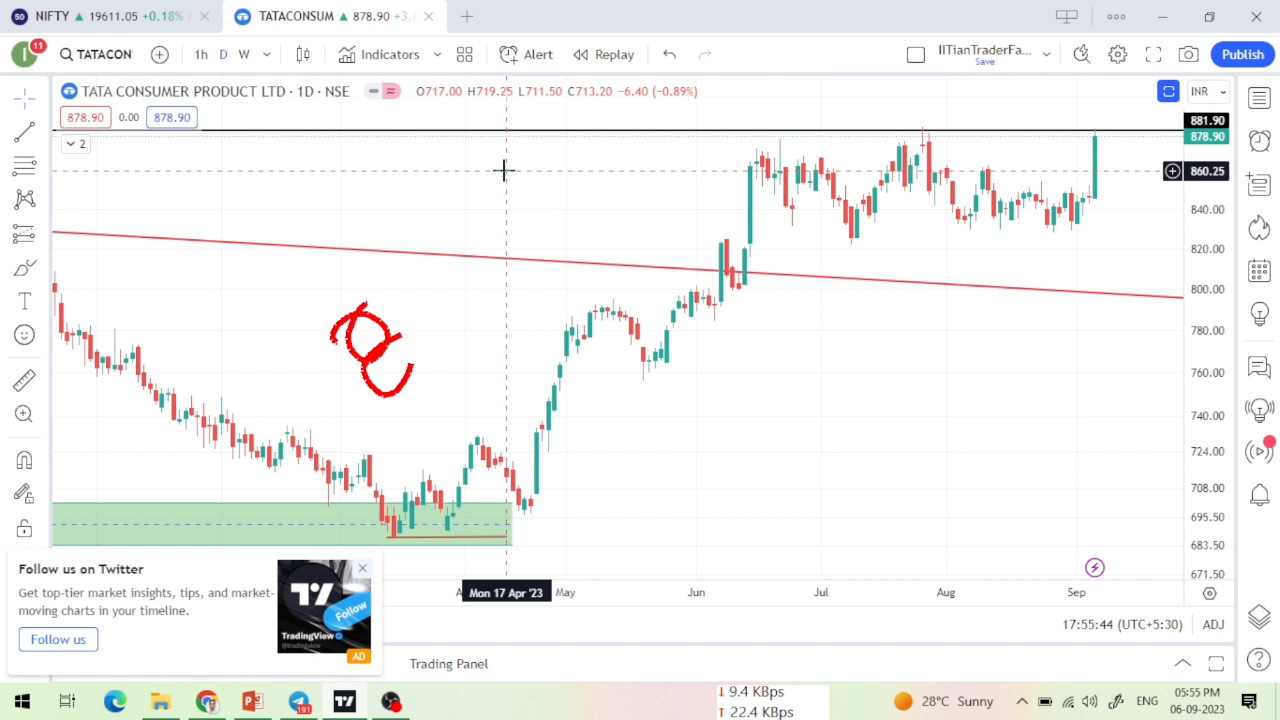 NIFTY ▲ 19611.05 +0.18%
TATACONSUM ▲ 878.90 +3.
11
TATACON
1h D W
Indicators
Alert
Replay
IITianTraderFa...
Save
Publish
TATA CONSUMER PRODUCT LTD · 1D · NSE
O717.00 H719.25 L711.50 C713.20 −6.40 (−0.89%)
INR
878.90 0.00 878.90
2
881.90
878.90
860.25
840.00
820.00
800.00
780.00
760.00
740.00
724.00
708.00
695.50
683.50
671.50
Mon 17 Apr '23
May
Jun
Jul
Aug
Sep
Follow us on Twitter
Get top-tier market insights, tips, and market-
moving charts in your timeline.
Follow us
Follow
TradingView
@tradingview
AD
17:55:44 (UTC+5:30)
ADJ
Trading Panel
191
↓ 9.4 KBps
↑ 22.4 KBps
28°C Sunny
ENG
05:55 PM
06-09-2023